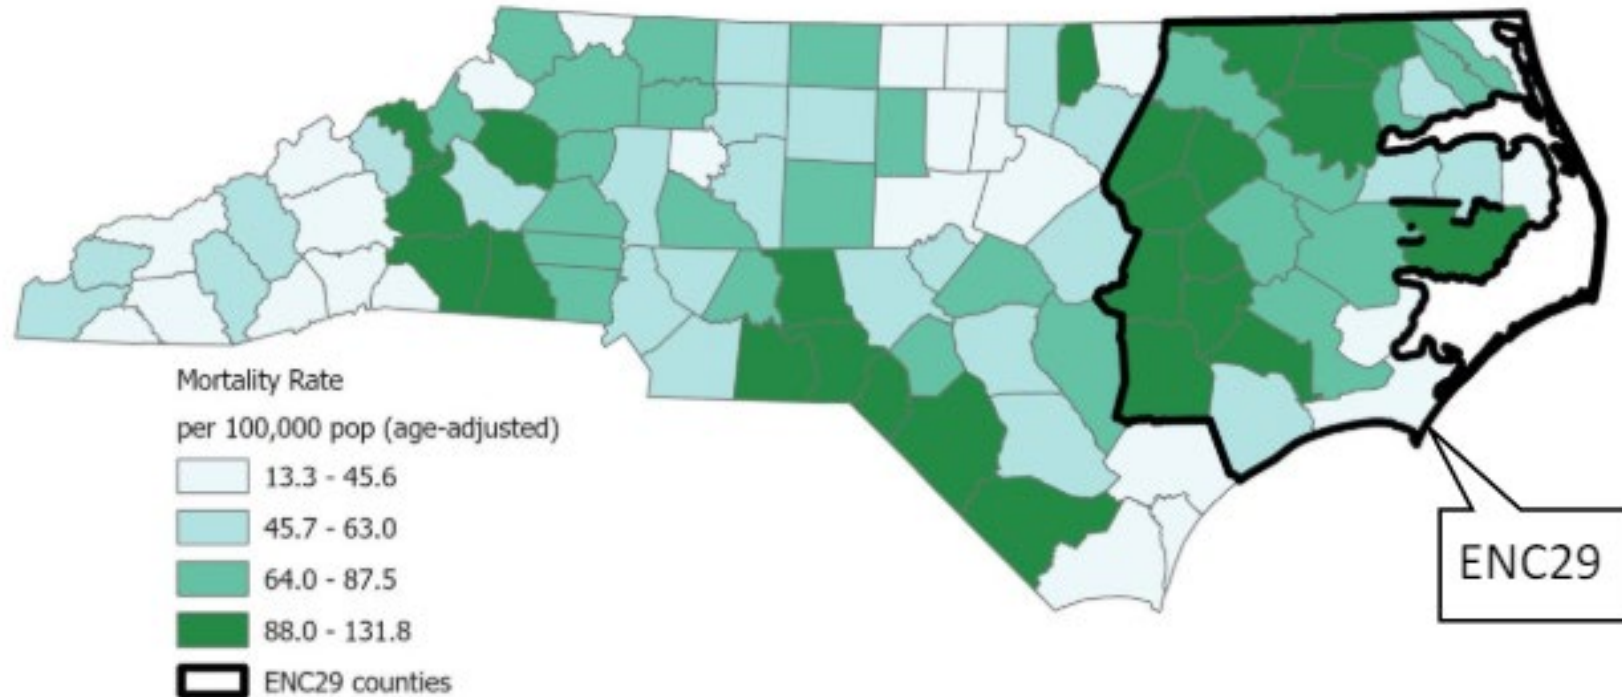 Mortality Rate
per 100,000 pop (age-adjusted)
13.3 - 45.6
45.7 - 63.0
64.0 - 87.5
88.0 - 131.8
ENC29 counties
ENC29